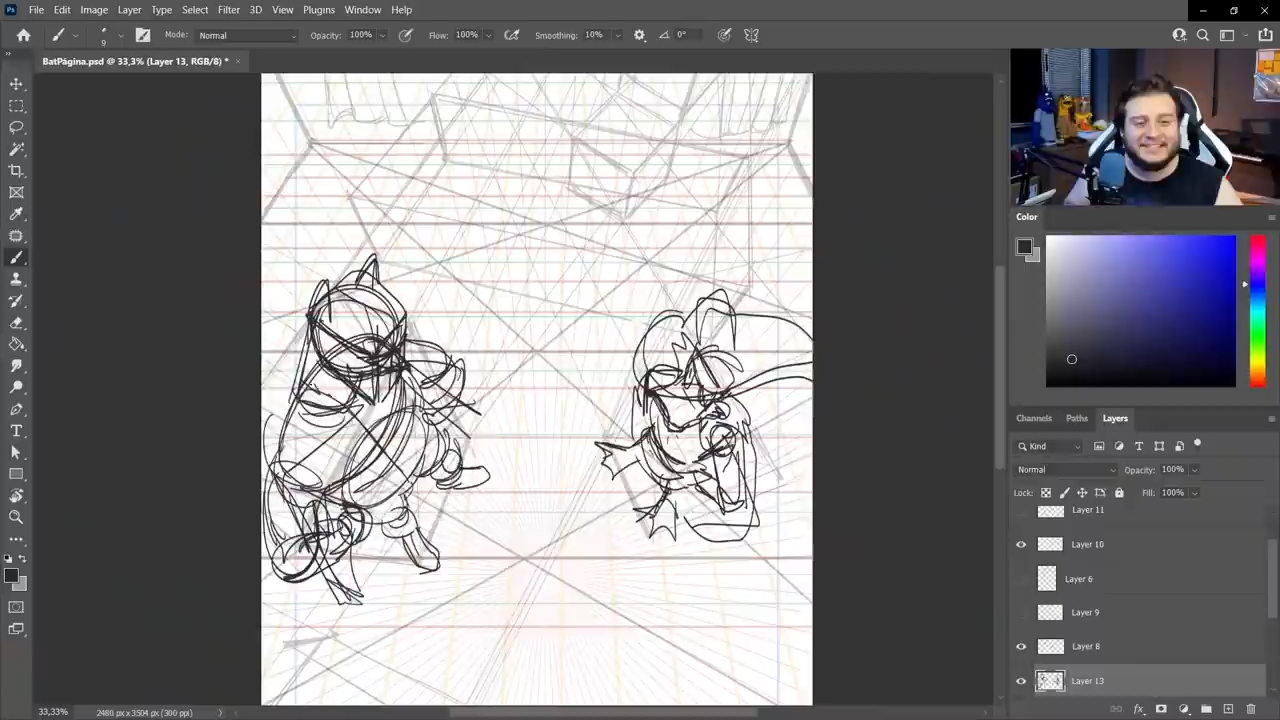 Ps File Edit Image Layer Type Select Filter 3D View Plugins Window Help
9 Mode: Normal Opacity: 100% Flow: 100% Smoothing: 10% 0°
BatPágina.psd @ 33,3% (Layer 13, RGB/8) * ×
Color
Channels Paths Layers
Kind
Normal Opacity: 100%
Lock: Fill: 100%
Layer 11
Layer 10
Layer 6
Layer 9
Layer 8
Layer 13
33,33% 2480 px x 3504 px (300 ppi)